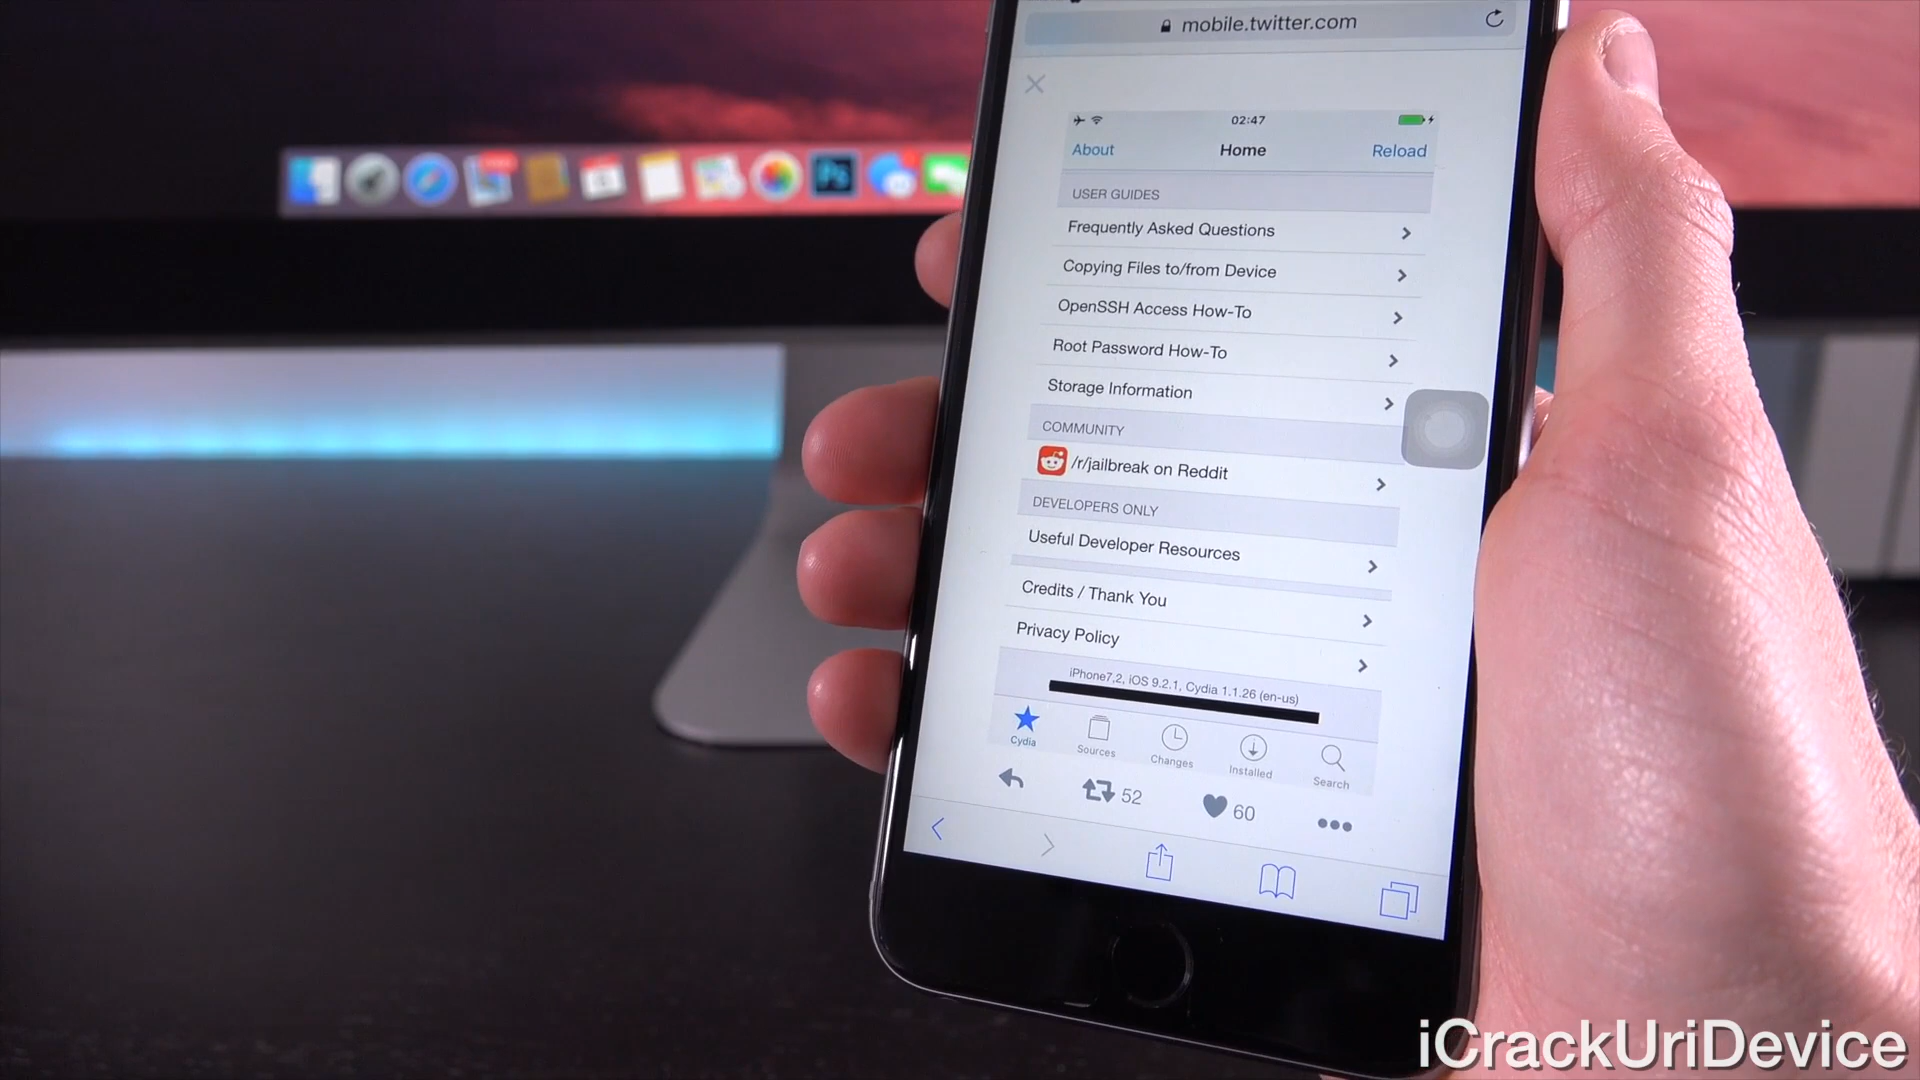 mobile.twitter.com
02:47
About Home Reload
USER GUIDES
Frequently Asked Questions
Copying Files to/from Device
OpenSSH Access How-To
Root Password How-To
Storage Information
COMMUNITY
/r/jailbreak on Reddit
DEVELOPERS ONLY
Useful Developer Resources
Credits / Thank You
Privacy Policy
iPhone7,2, iOS 9.2.1, Cydia 1.1.26 (en-us)
Cydia Sources Changes Installed Search
52 60
Ps
iCrackUriDevice